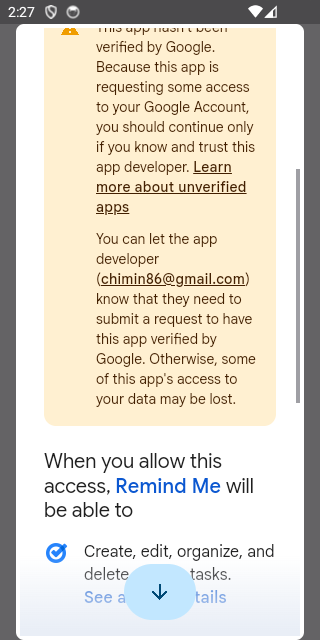 2:27
This app hasn't been
verified by Google.
Because this app is
requesting some access
to your Google Account,
you should continue only
if you know and trust this
app developer. Learn
more about unverified
apps
You can let the app
developer
(chimin86@gmail.com)
know that they need to
submit a request to have
this app verified by
Google. Otherwise, some
of this app's access to
your data may be lost.
When you allow this
access, Remind Me will
be able to
Create, edit, organize, and
delete tasks.
See a tails